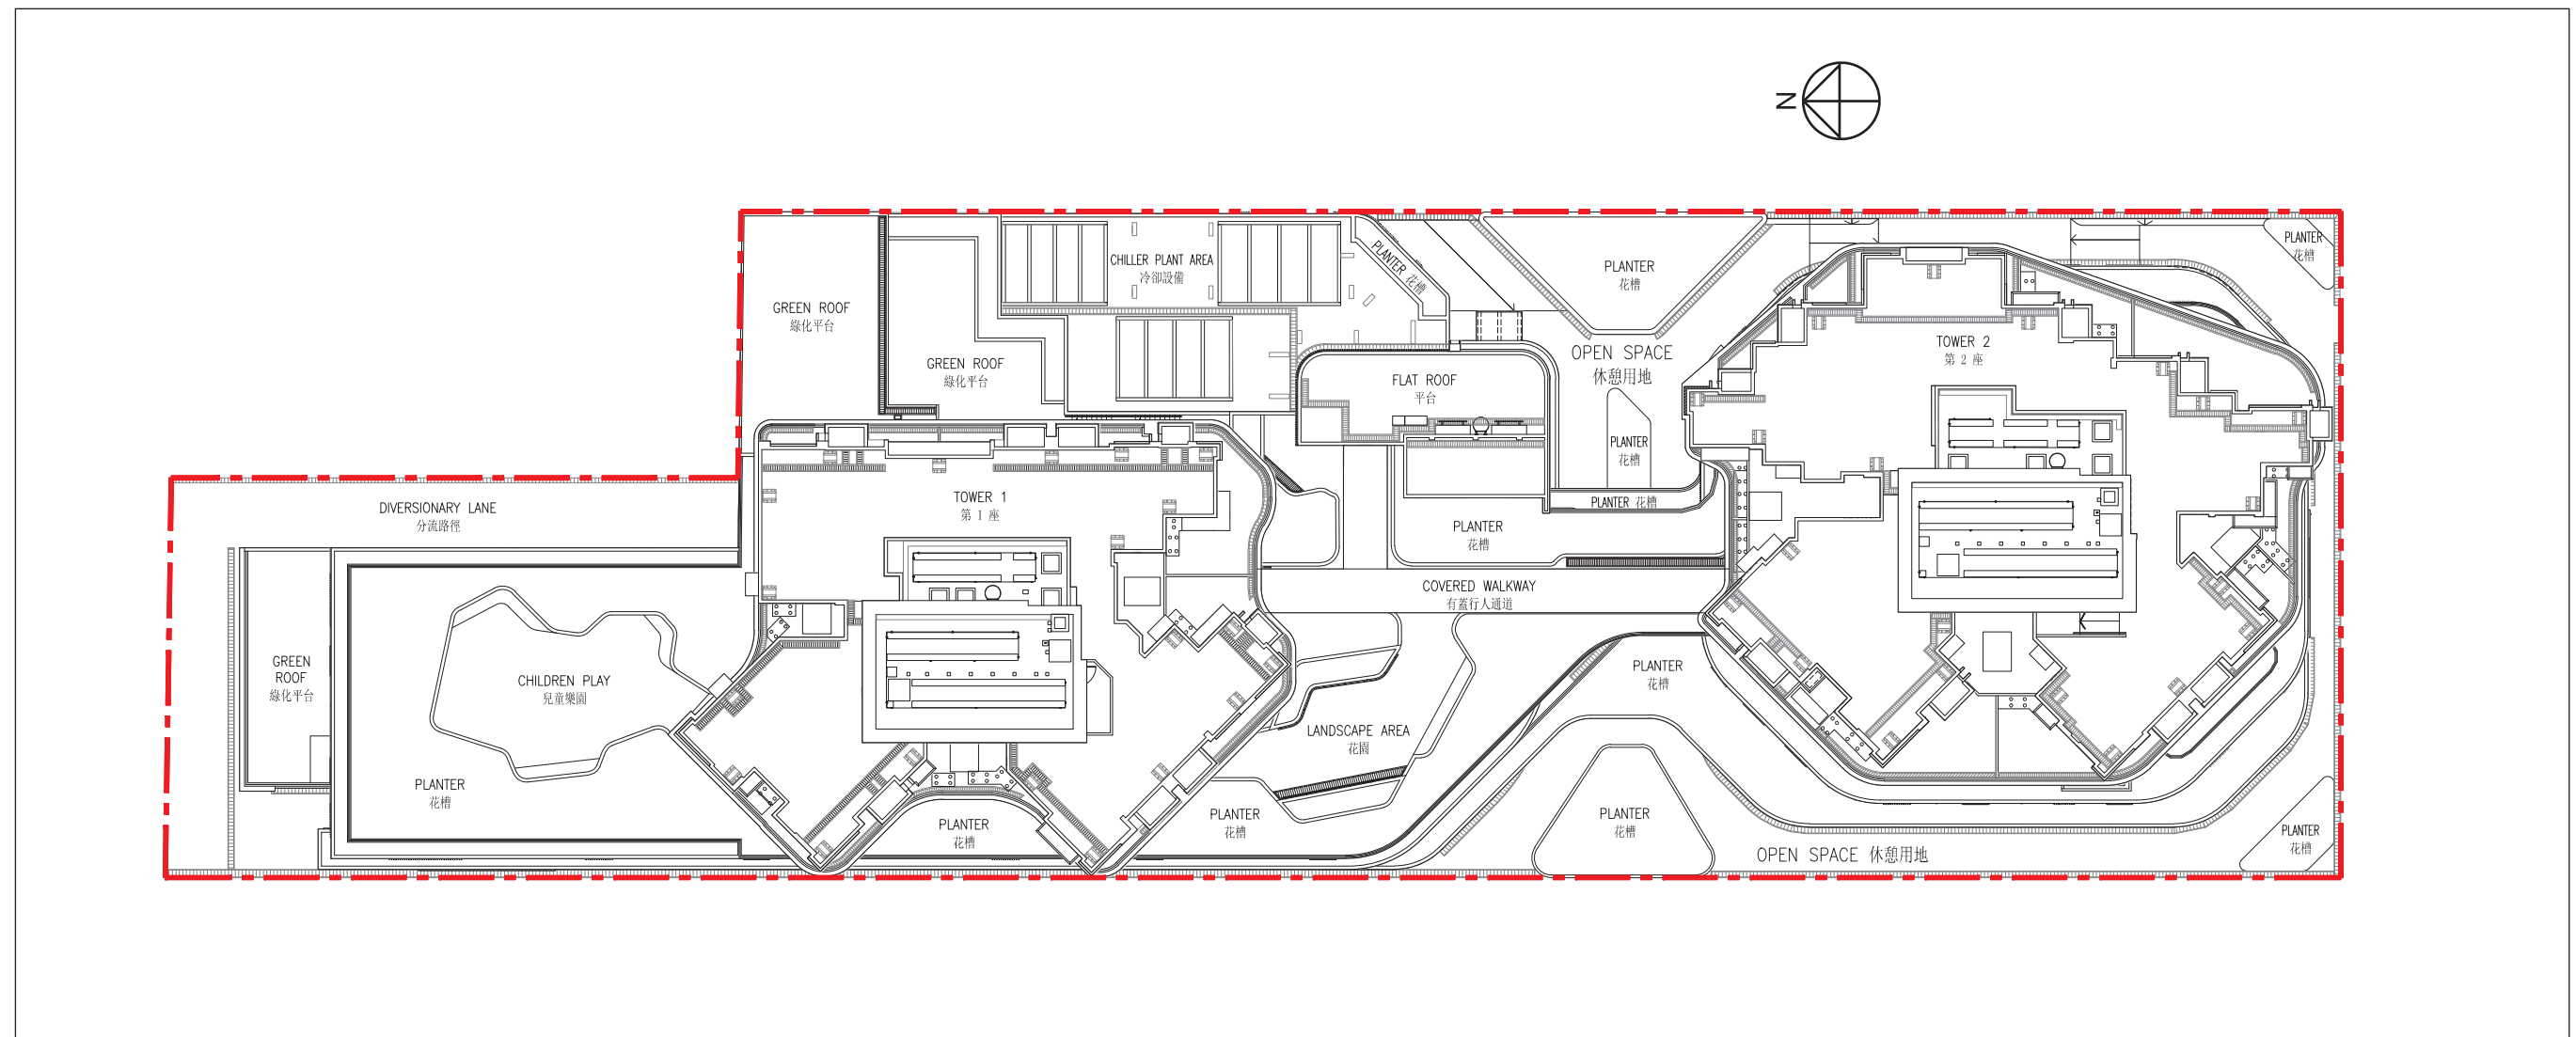 N
PLANTER
花槽
PLANTER 花槽
CHILLER PLANT AREA
冷卻設備
PLANTER
花槽
GREEN ROOF
綠化平台
TOWER 2
第 2 座
OPEN SPACE
休憩用地
GREEN ROOF
綠化平台
FLAT ROOF
平台
PLANTER
花槽
TOWER 1
第 1 座
PLANTER 花槽
DIVERSIONARY LANE
分流路徑
PLANTER
花槽
COVERED WALKWAY
有蓋行人通道
GREEN
ROOF
綠化平台
CHILDREN PLAY
兒童樂園
PLANTER
花槽
LANDSCAPE AREA
花園
PLANTER
花槽
PLANTER
花槽
PLANTER
花槽
PLANTER
花槽
PLANTER
花槽
OPEN SPACE 休憩用地